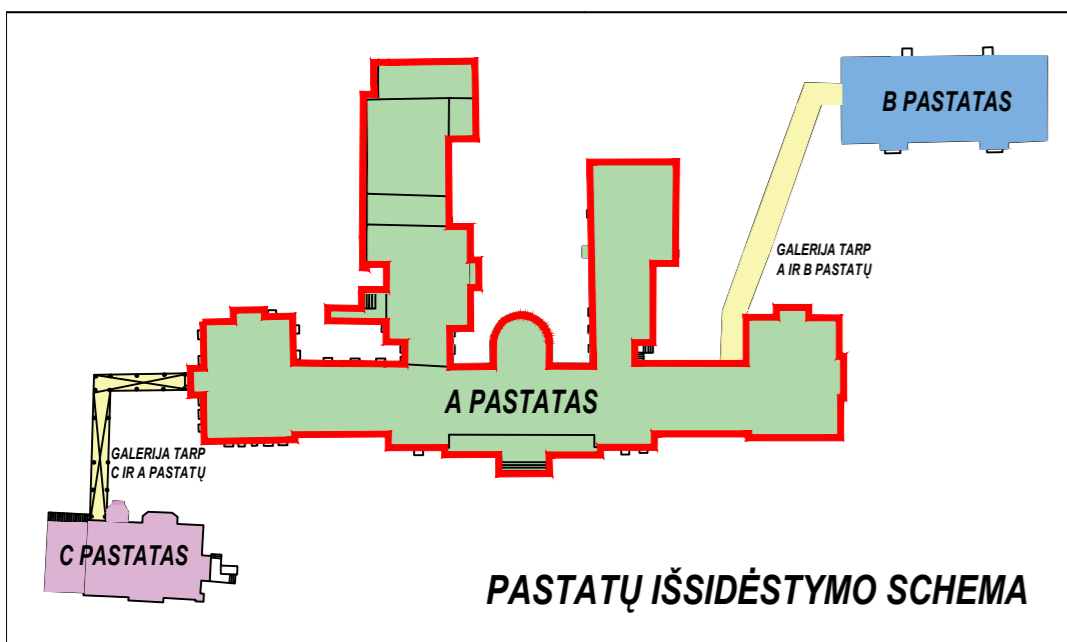 B PASTATAS
GALERIJA TARP
A IR B PASTATŲ
A PASTATAS
GALERIJA TARP
C IR A PASTATŲ
C PASTATAS
PASTATŲ IŠSIDĖSTYMO SCHEMA